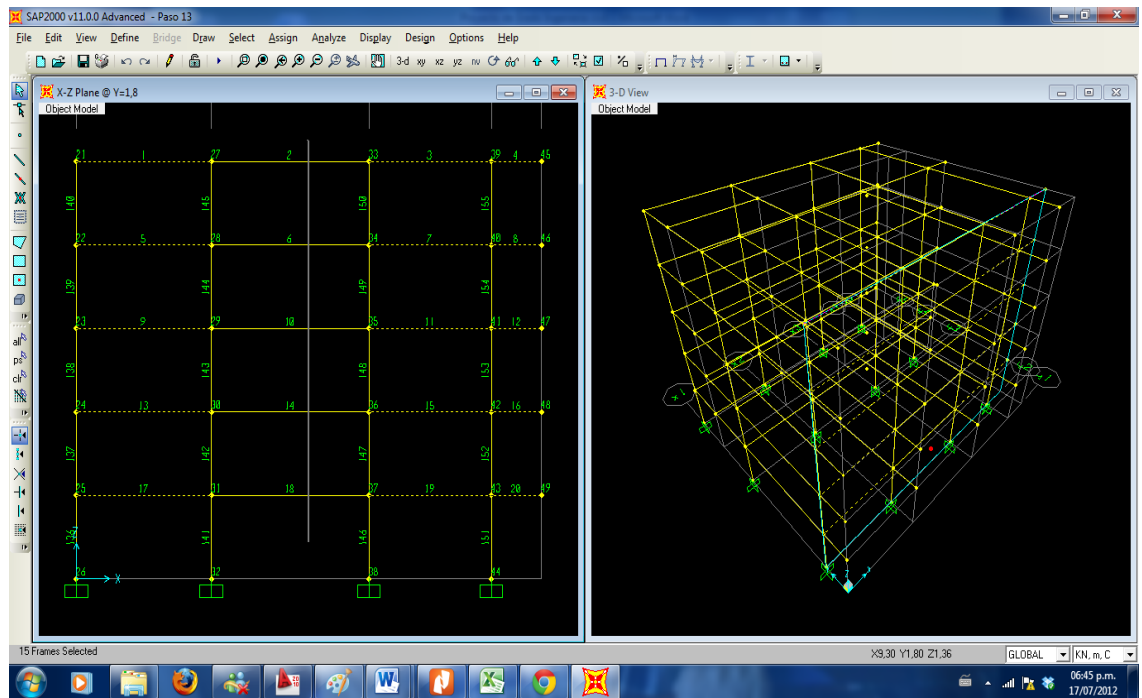 SAP2000 v11.0.0 Advanced - Paso 13
File Edit View Define Bridge Draw Select Assign Analyze Display Design Options Help
3-d xy xz yz nv
X-Z Plane @ Y=1,8
Object Model
21 1 27 2 33 3 39 4 45
140 145 150 155
22 5 28 6 34 7 40 8 46
139 144 149 154
23 9 29 10 35 11 41 12 47
138 143 148 153
24 13 30 14 36 15 42 16 48
137 142 147 152
25 17 31 18 37 19 43 20 49
136 141 146 151
26 X 32 38 44
3-D View
Object Model
all
ps
clr
15 Frames Selected
X9,30 Y1,80 Z1,36
GLOBAL
KN, m, C
06:45 p.m.
17/07/2012